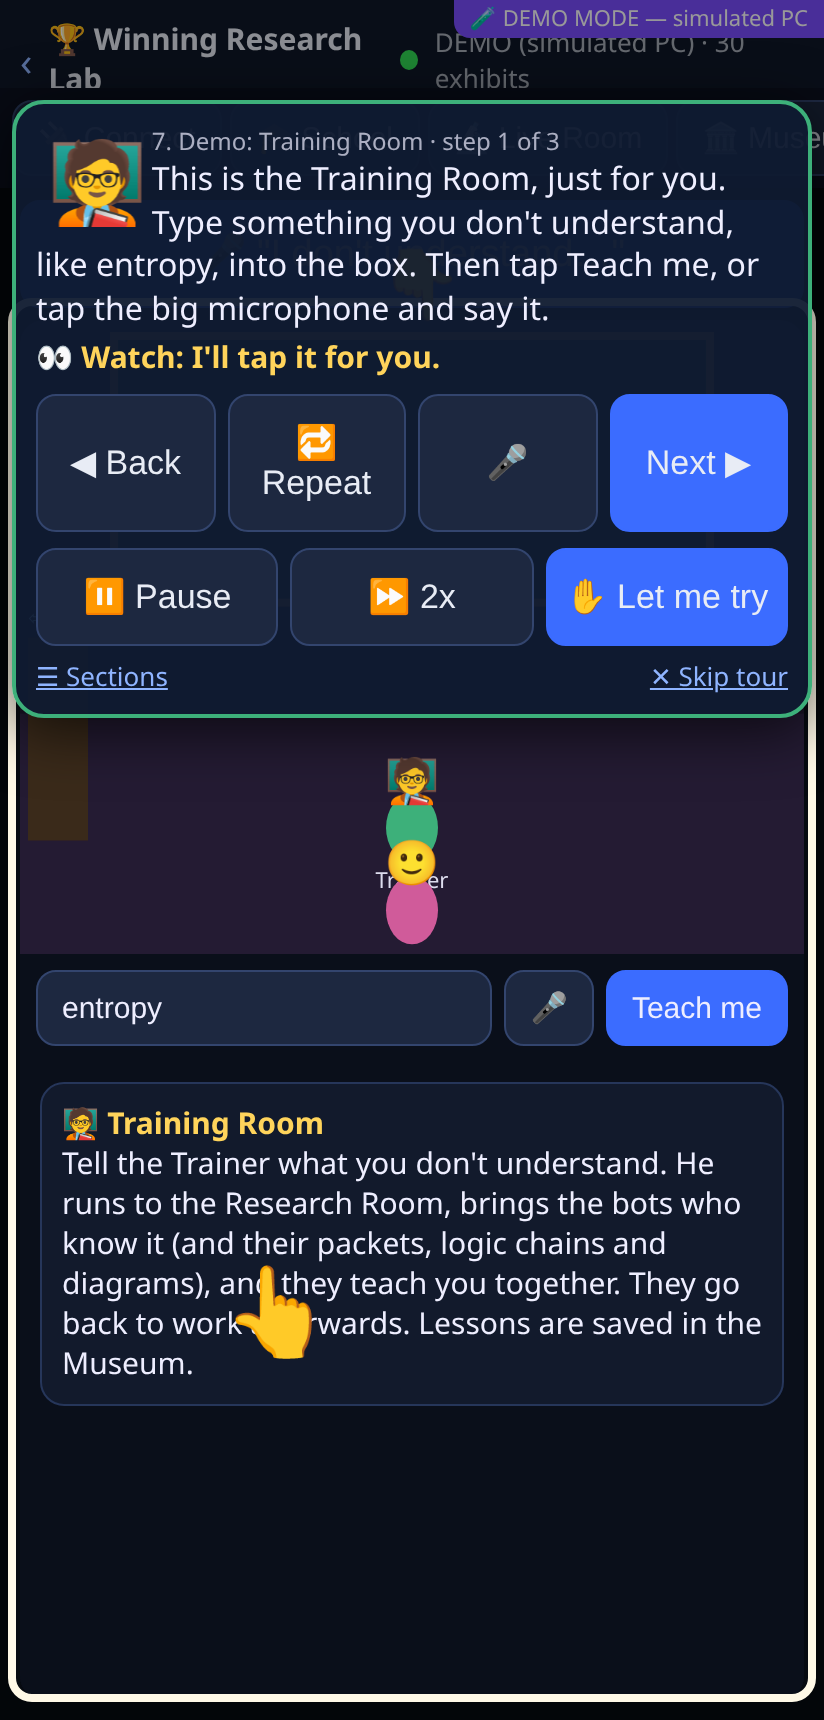 🧪 DEMO MODE — simulated PC
‹ 🏆 Winning Research Lab
DEMO (simulated PC) · 30 exhibits
7. Demo: Training Room · step 1 of 3
This is the Training Room, just for you.
Type something you don't understand,
like entropy, into the box. Then tap Teach me, or
tap the big microphone and say it.
👀 Watch: I'll tap it for you.
◀ Back
🔁 Repeat
🎤
Next ▶
⏸ Pause
⏩ 2x
✋ Let me try
☰ Sections
✕ Skip tour
entropy
🎤
Teach me
🧑‍🏫 Training Room
Tell the Trainer what you don't understand. He
runs to the Research Room, brings the bots who
know it (and their packets, logic chains and
diagrams), and they teach you together. They go
back to work afterwards. Lessons are saved in the
Museum.